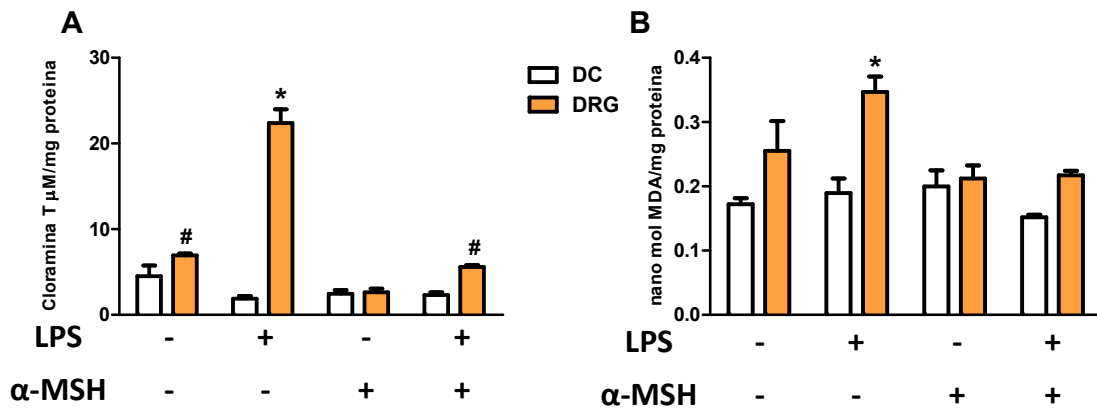 A
Cloramina T µM/mg proteina
30
20
10
0
*
#
#
LPS - + - +
α-MSH - - + +
DC
DRG
B
nano mol MDA/mg proteina
0.4
0.3
0.2
0.1
0.0
*
LPS - + - +
α-MSH - - + +